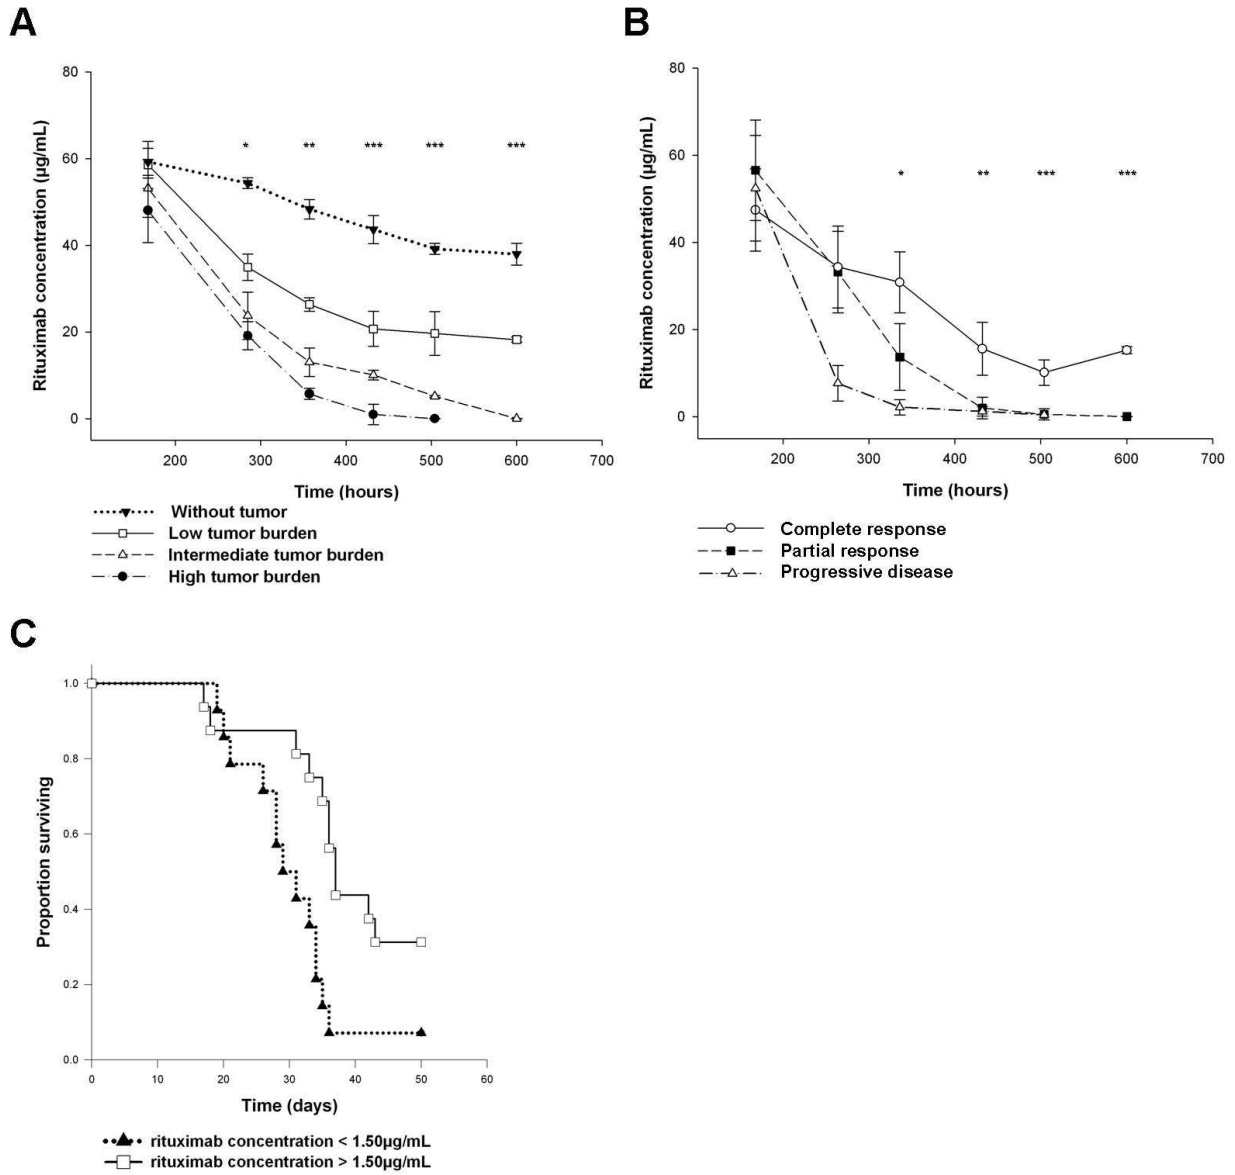 A
B
80
60
40
20
0
Rituximab concentration (µg/mL)
* ** *** *** ***
200 300 400 500 600 700
Time (hours)
Without tumor
Low tumor burden
Intermediate tumor burden
High tumor burden
80
60
40
20
0
Rituximab concentration (µg/mL)
* ** *** ***
200 300 400 500 600 700
Time (hours)
Complete response
Partial response
Progressive disease
C
1.0
0.8
0.6
0.4
0.2
0.0
Proportion surviving
0 10 20 30 40 50 60
Time (days)
rituximab concentration < 1.50µg/mL
rituximab concentration > 1.50µg/mL